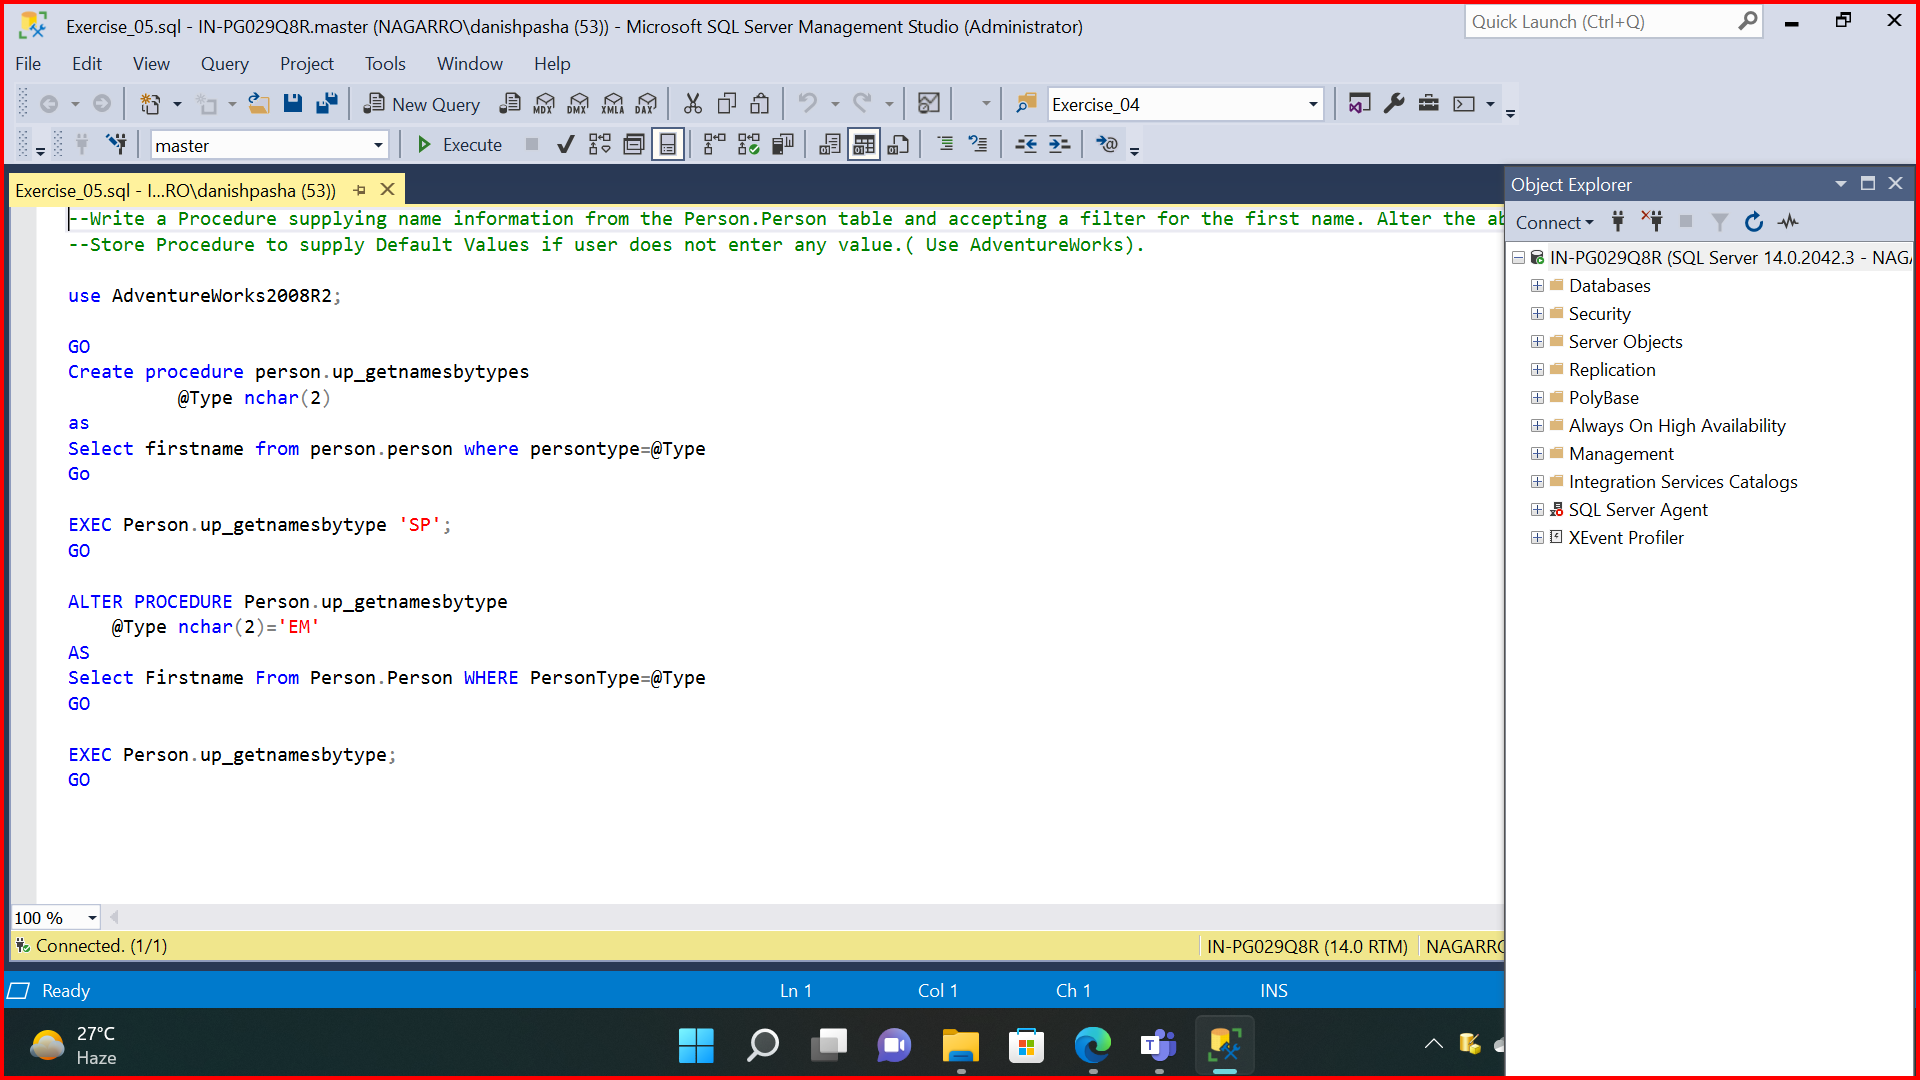 Exercise_05.sql - IN-PG029Q8R.master (NAGARRO\danishpasha (53)) - Microsoft SQL Server Management Studio (Administrator)
Quick Launch (Ctrl+Q)
File Edit View Query Project Tools Window Help
New Query MDX DMX XMLA DAX Exercise_04
master Execute
Exercise_05.sql - I...RO\danishpasha (53))
--Write a Procedure supplying name information from the Person.Person table and accepting a filter for the first name. Alter the ab
--Store Procedure to supply Default Values if user does not enter any value.( Use AdventureWorks).
use AdventureWorks2008R2;
GO
Create procedure person.up_getnamesbytypes
@Type nchar(2)
as
Select firstname from person.person where persontype=@Type
Go
EXEC Person.up_getnamesbytype 'SP';
GO
ALTER PROCEDURE Person.up_getnamesbytype
@Type nchar(2)='EM'
AS
Select Firstname From Person.Person WHERE PersonType=@Type
GO
EXEC Person.up_getnamesbytype;
GO
100 %
Connected. (1/1)
IN-PG029Q8R (14.0 RTM)
NAGARRO
Object Explorer
Connect
IN-PG029Q8R (SQL Server 14.0.2042.3 - NAGA
Databases
Security
Server Objects
Replication
PolyBase
Always On High Availability
Management
Integration Services Catalogs
SQL Server Agent
XEvent Profiler
Ready
Ln 1
Col 1
Ch 1
INS
27°C
Haze